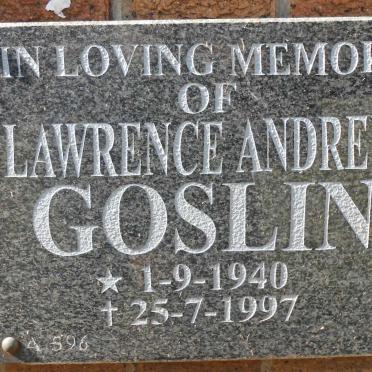 IN LOVING MEMOR
OF
LAWRENCE ANDRE
GOSLIN
★ 1-9-1940
† 25-7-1997
A 596